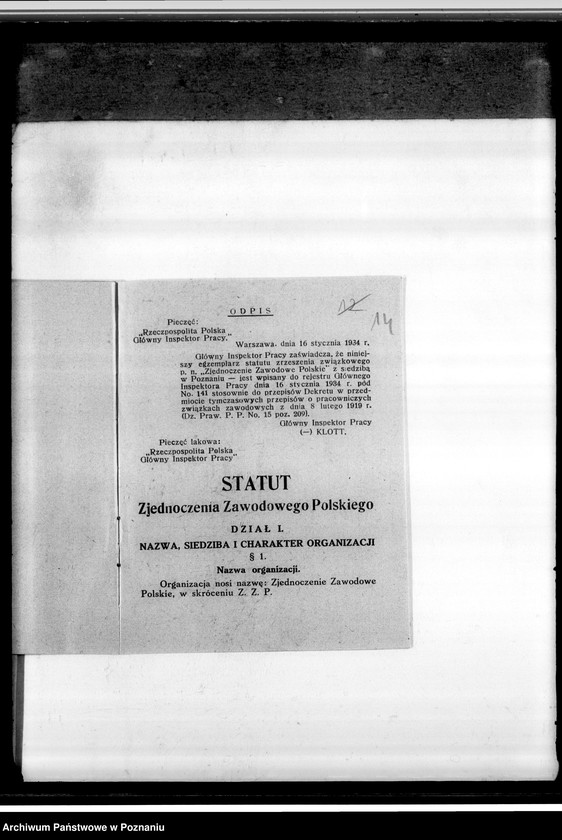 ODPIS
12
14
Pieczęć:
„Rzeczpospolita Polska
Główny Inspektor Pracy."
Warszawa, dnia 16 stycznia 1934 r.
Główny Inspektor Pracy zaświadcza, że niniej-
szy egzemplarz statutu zrzeszenia związkowego
p. n. „Zjednoczenie Zawodowe Polskie" z siedzibą
w Poznaniu — jest wpisany do rejestru Głównego
Inspektora Pracy dnia 16 stycznia 1934 r. pod
No. 141 stosownie do przepisów Dekretu w przed-
miocie tymczasowych przepisów o pracowniczych
związkach zawodowych z dnia 8 lutego 1919 r.
(Dz. Praw. P. P. No. 15 poz. 209).
Główny Inspektor Pracy
(—) KLOTT.
Pieczęć lakowa:
„Rzeczpospolita Polska
Główny Inspektor Pracy"
STATUT
Zjednoczenia Zawodowego Polskiego
DZIAŁ I.
NAZWA, SIEDZIBA I CHARAKTER ORGANIZACJI
§ 1.
Nazwa organizacji.
Organizacja nosi nazwę: Zjednoczenie Zawodowe
Polskie, w skróceniu Z. Z. P.
Archiwum Państwowe w Poznaniu